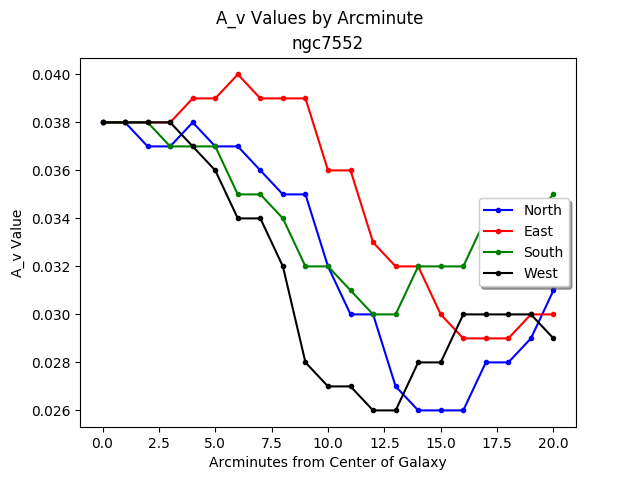 A_v Values by Arcminute
ngc7552
0.040
0.038
0.036
0.034
0.032
0.030
0.028
0.026
A_v Value
North
East
South
West
0.0 2.5 5.0 7.5 10.0 12.5 15.0 17.5 20.0
Arcminutes from Center of Galaxy